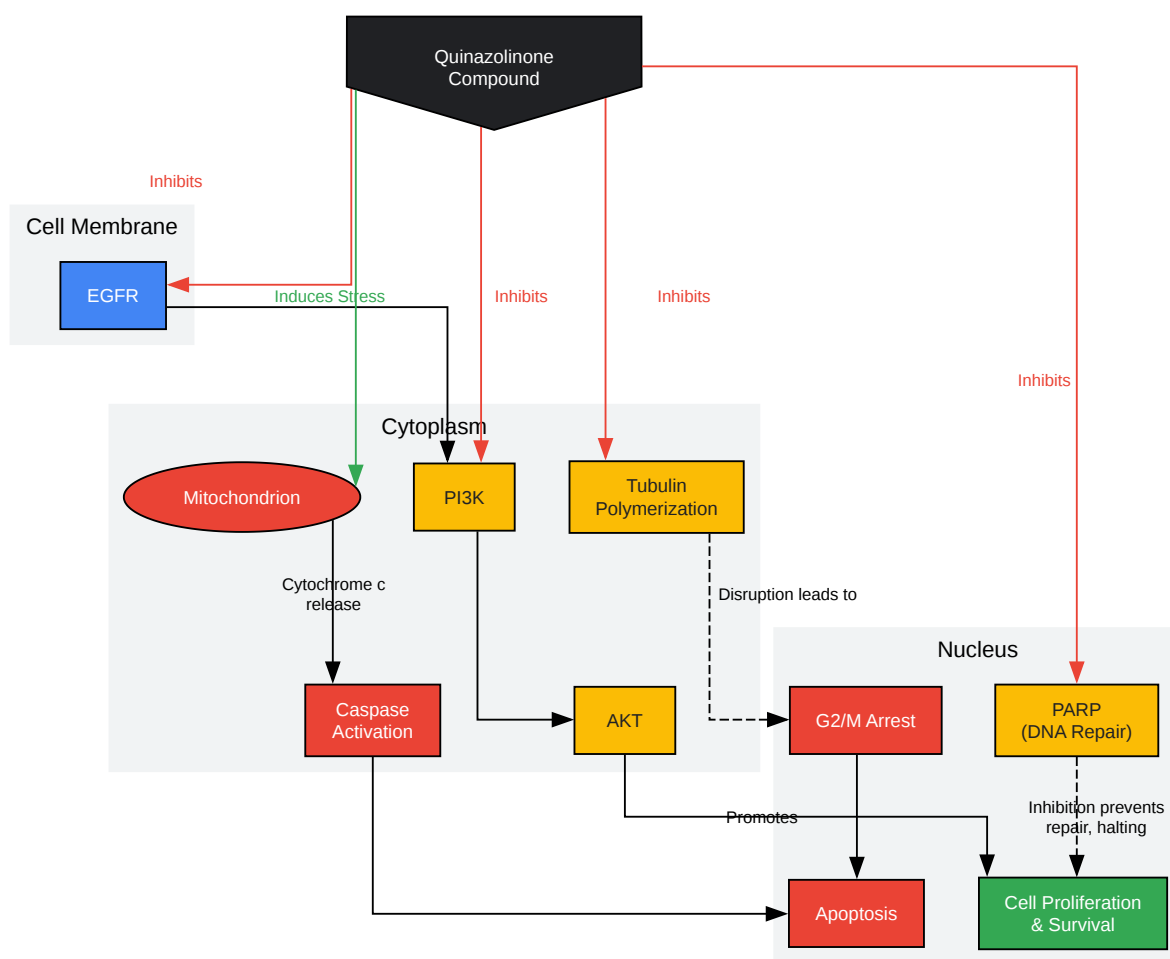 Quinazolinone
Compound
Inhibits
Cell Membrane
EGFR
Induces Stress
Inhibits
Inhibits
Inhibits
Cytoplasm
Mitochondrion
PI3K
Tubulin
Polymerization
Cytochrome c
release
Disruption leads to
Nucleus
Caspase
Activation
AKT
G2/M Arrest
PARP
(DNA Repair)
Promotes
Inhibition prevents
repair, halting
Apoptosis
Cell Proliferation
& Survival